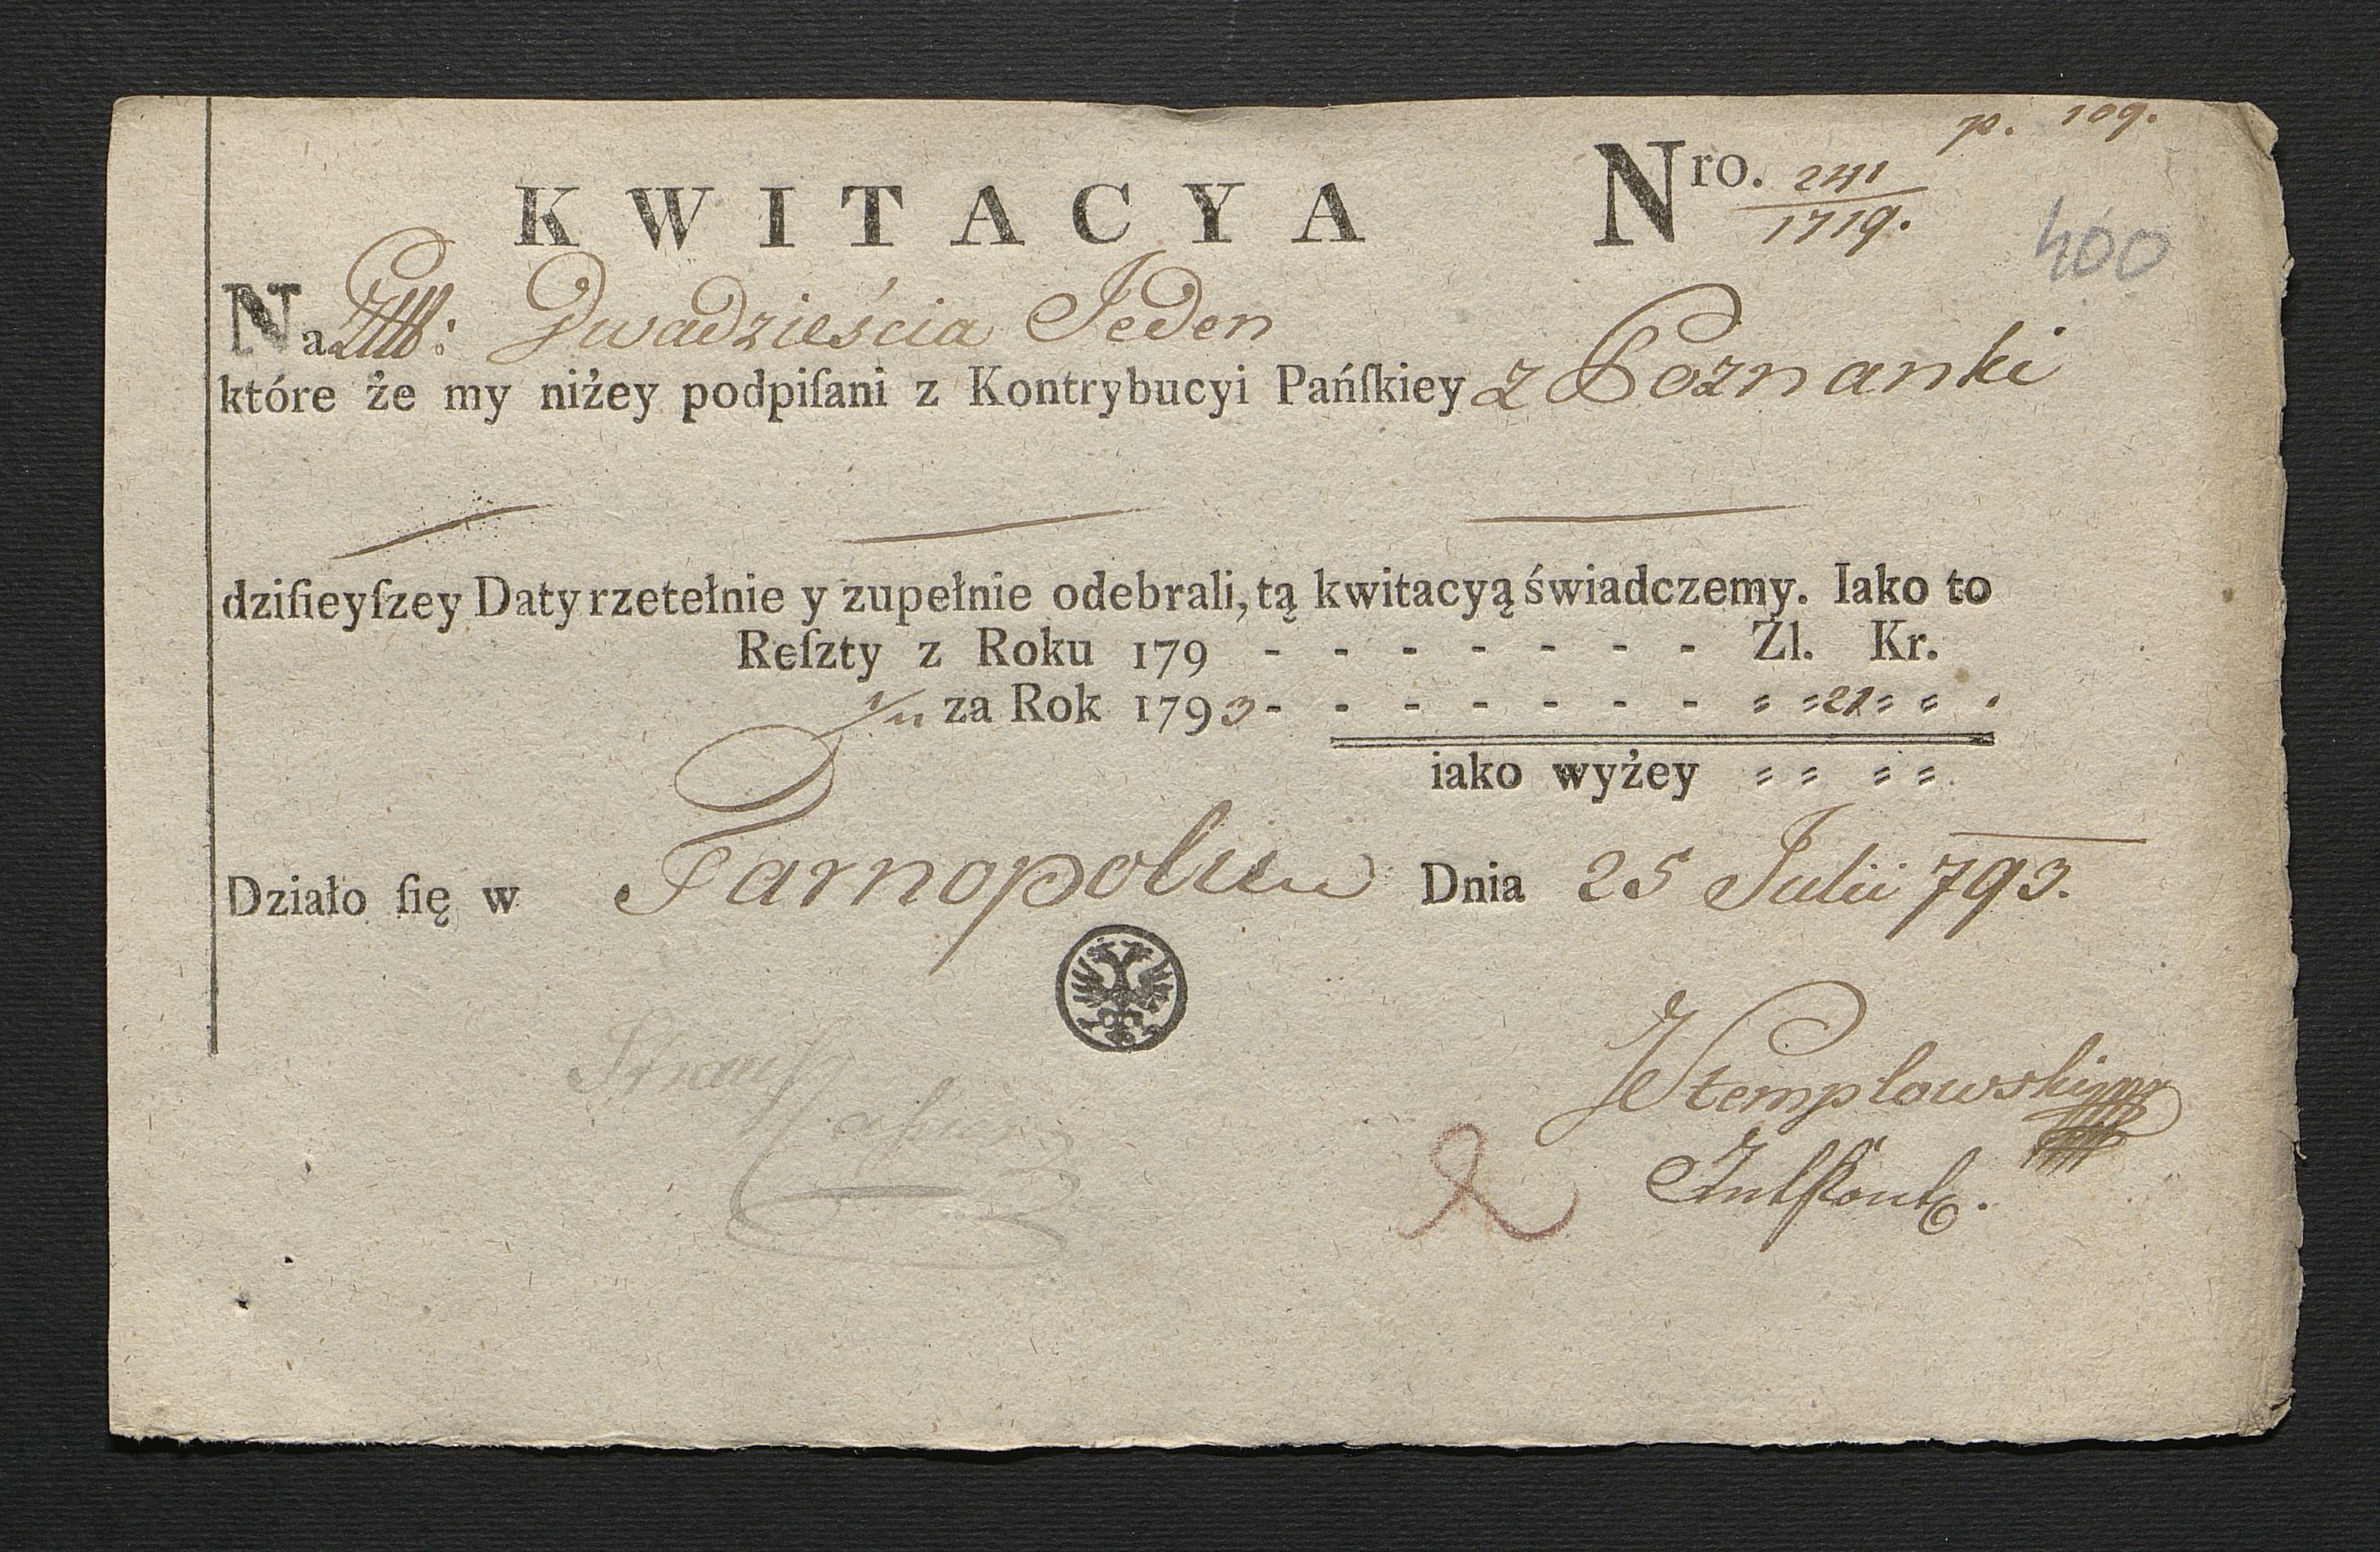 p. 109.
KWITACYA Nro. 241/1719.
400
Na Złłł: Dwadzieścia Jeden
które że my niżey podpiſani z Kontrybucyi Pańſkiey z Poznanki
dziſieyſzey Daty rzetełnie y zupełnie odebrali, tą kwitacyą świadczemy. Iako to
Reſzty z Roku 179 - - - - - - - Zl. Kr.
za Rok 1793 - - - - - - - = =21= =
iako wyżey = = = =
Działo ſię w Tarnopolu Dnia 25 Julii 793.
Stemplowski